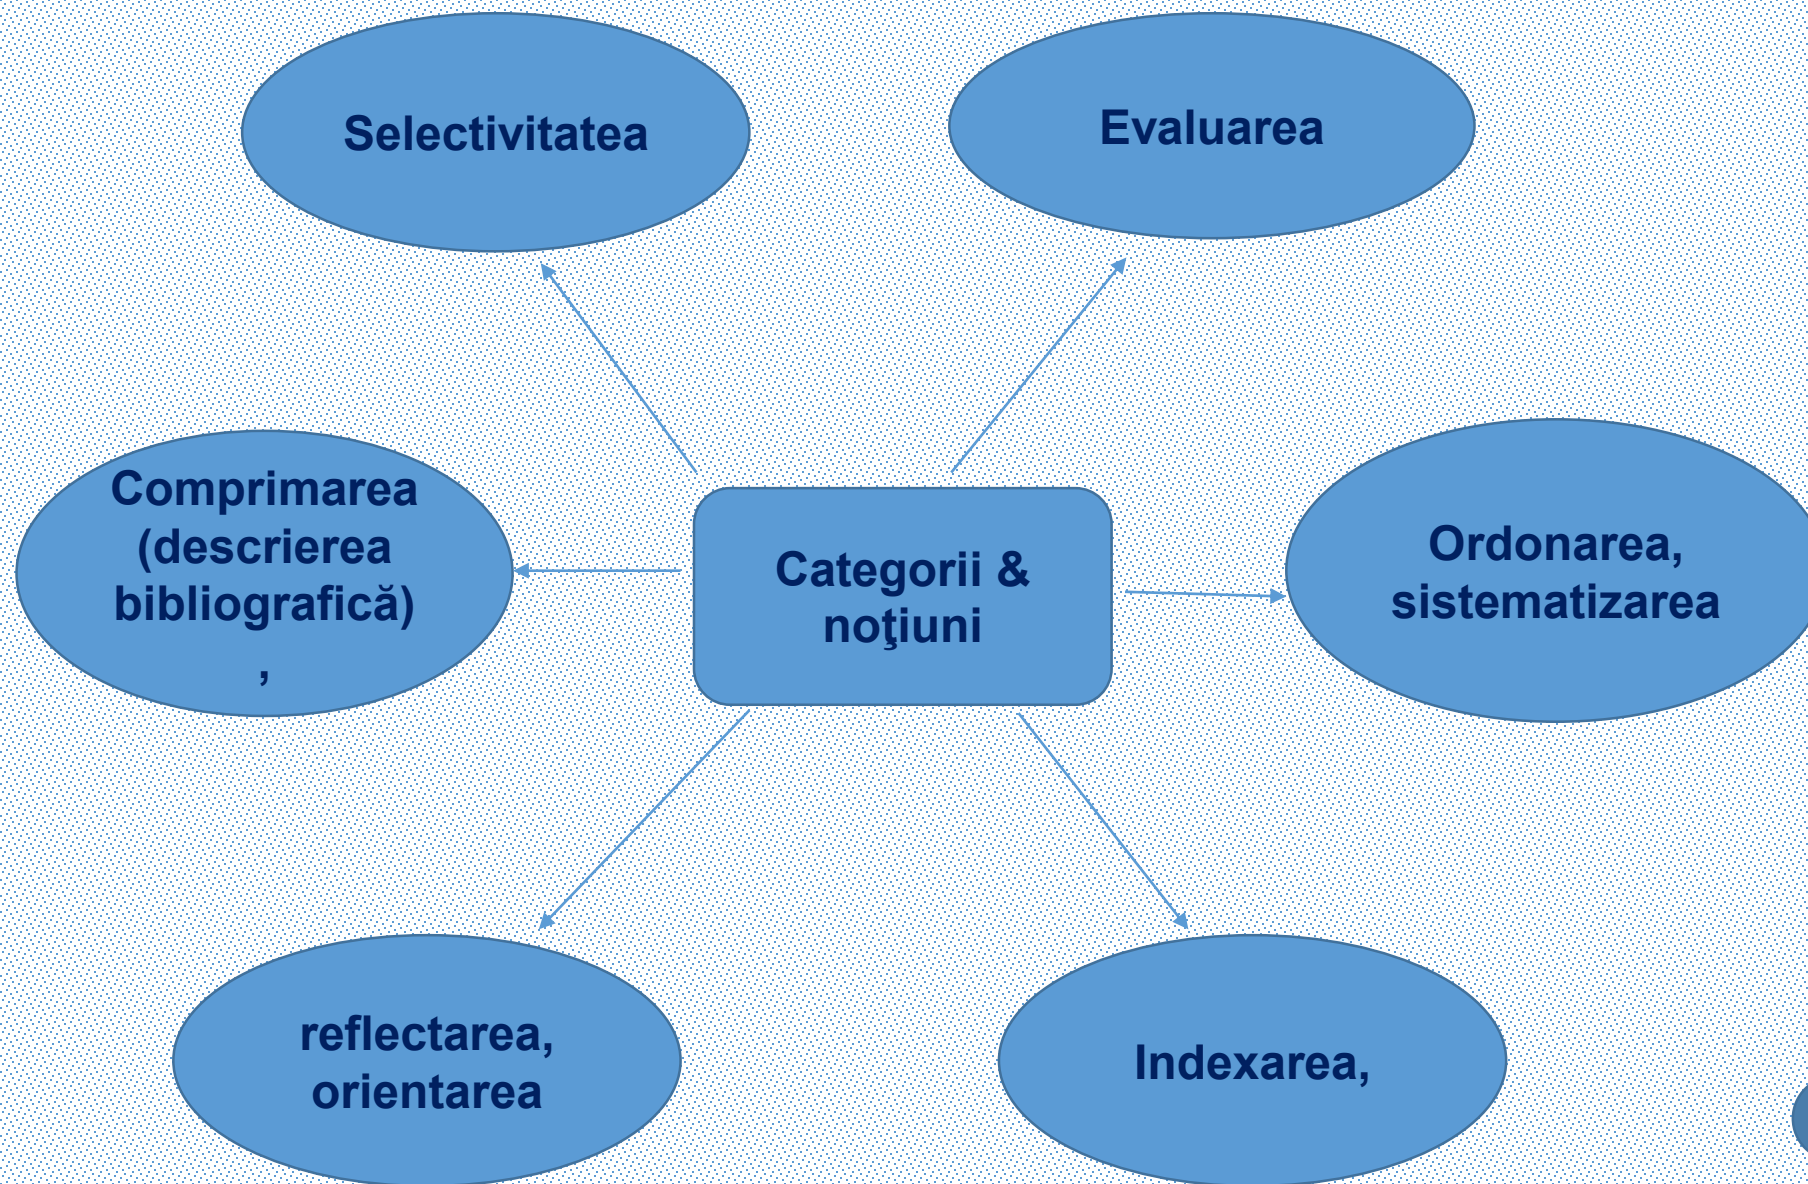 Selectivitatea
Evaluarea
Comprimarea
(descrierea
bibliografică)
,
Categorii &
noţiuni
Ordonarea,
sistematizarea
reflectarea,
orientarea
Indexarea,